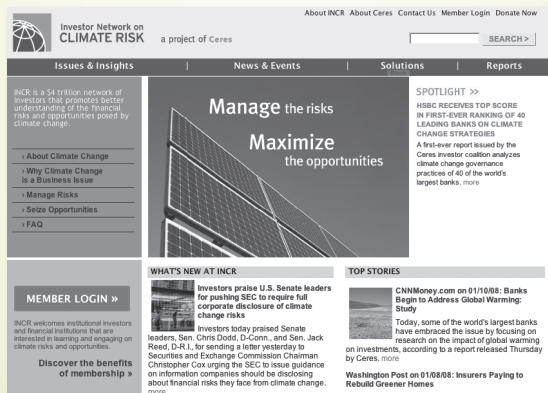 About INCR About Ceres Contact Us Member Login Donate Now
Investor Network on
CLIMATE RISK
a project of Ceres
SEARCH >
Issues & Insights | News & Events | Solutions | Reports
INCR is a $4 trillion network of
investors that promotes better
understanding of the financial
risks and opportunities posed by
climate change.
› About Climate Change
› Why Climate Change
is a Business Issue
› Manage Risks
› Seize Opportunities
› FAQ
Manage the risks
Maximize
the opportunities
SPOTLIGHT >>
HSBC RECEIVES TOP SCORE
IN FIRST-EVER RANKING OF 40
LEADING BANKS ON CLIMATE
CHANGE STRATEGIES
A first-ever report issued by the
Ceres investor coalition analyzes
climate change governance
practices of 40 of the world's
largest banks. more
MEMBER LOGIN »
INCR welcomes institutional investors
and financial institutions that are
interested in learning and engaging on
climate risks and opportunities.
Discover the benefits
of membership »
WHAT'S NEW AT INCR
Investors praise U.S. Senate leaders
for pushing SEC to require full
corporate disclosure of climate
change risks
Investors today praised Senate
leaders, Sen. Chris Dodd, D-Conn., and Sen. Jack
Reed, D-R.I., for sending a letter yesterday to
Securities and Exchange Commission Chairman
Christopher Cox urging the SEC to issue guidance
on information companies should be disclosing
about financial risks they face from climate change.
more
TOP STORIES
CNNMoney.com on 01/10/08: Banks
Begin to Address Global Warming:
Study
Today, some of the world's largest banks
have embraced the issue by focusing on
research on the impact of global warming
on investments, according to a report released Thursday
by Ceres. more
Washington Post on 01/08/08: Insurers Paying to
Rebuild Greener Homes